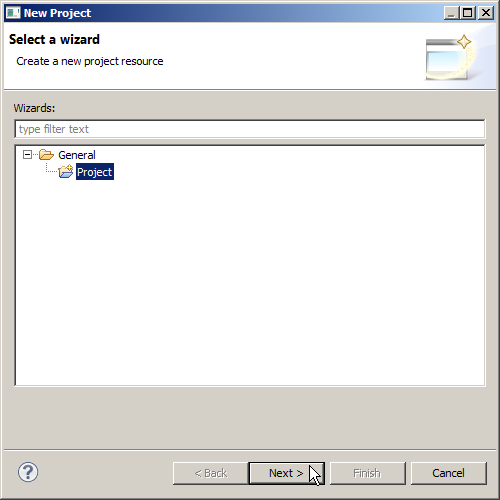 New Project
Select a wizard
Create a new project resource
Wizards:
type filter text
General
Project
?
< Back
Next >
Finish
Cancel